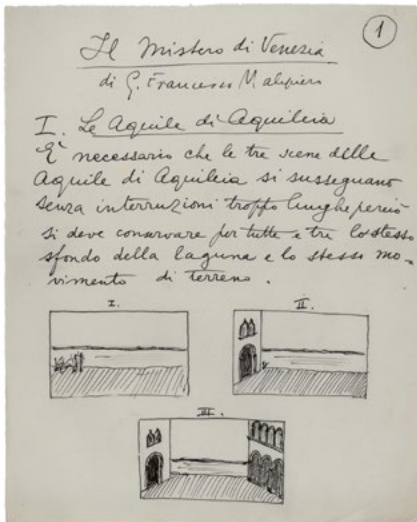 1
Il Mistero di Venezia
di G. Francesco Malipiero
I. Le Aquile di Aquileia
E' necessario che le tre scene delle
Aquile di Aquileia si susseguano
senza interruzioni troppo lunghe perciò
si deve conservare per tutte e tre lo stesso
sfondo della laguna e lo stesso mo-
vimento di terreno.
I.
II.
III.